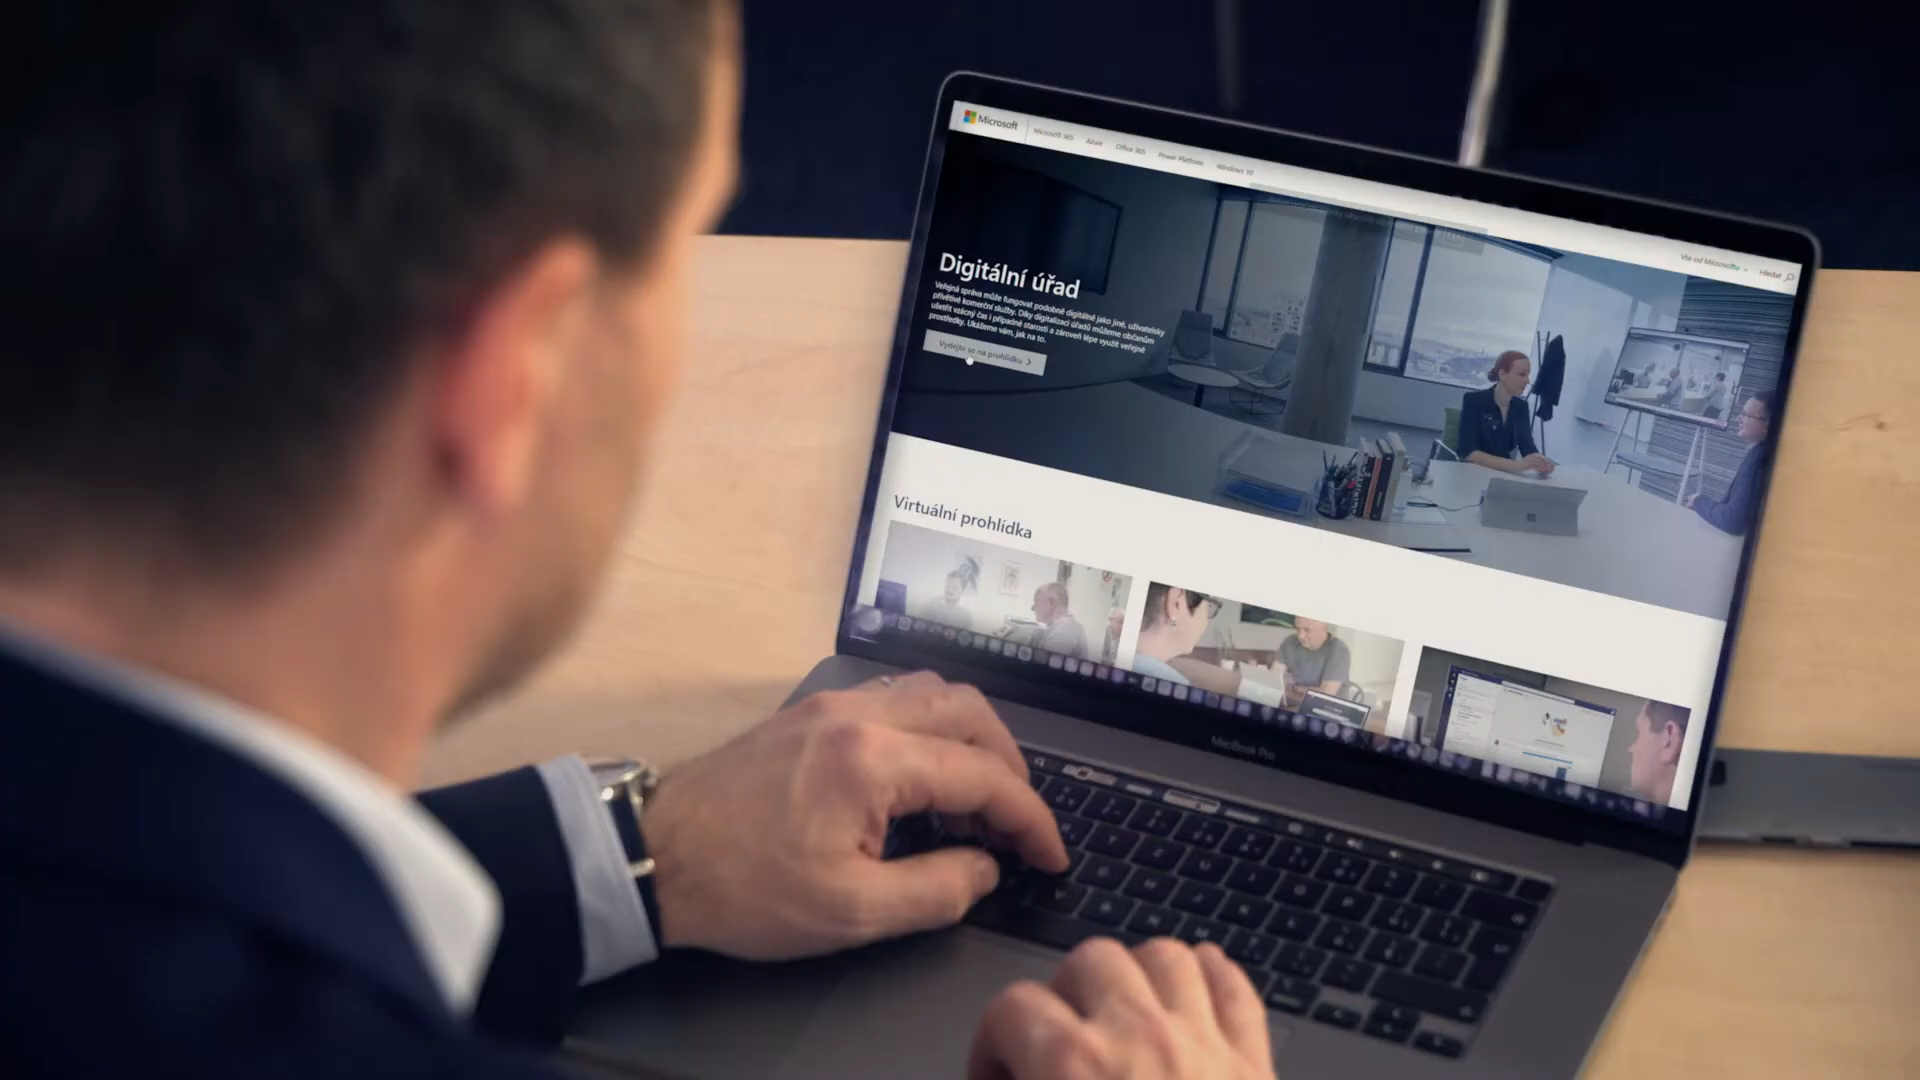 Microsoft
Microsoft 365
Azure
Office 365
Power Platform
Windows 10
Vše od Microsoftu
Hledat
Digitální úřad
Veřejná správa může fungovat podobně digitálně jako jiné, uživatelsky
přívětivé komerční služby. Díky digitalizaci úřadů můžeme občanům
ušetřit vzácný čas i případné starosti a zároveň lépe využít veřejné
prostředky. Ukážeme vám, jak na to.
Vydejte se na prohlídku
Virtuální prohlídka
MacBook Pro